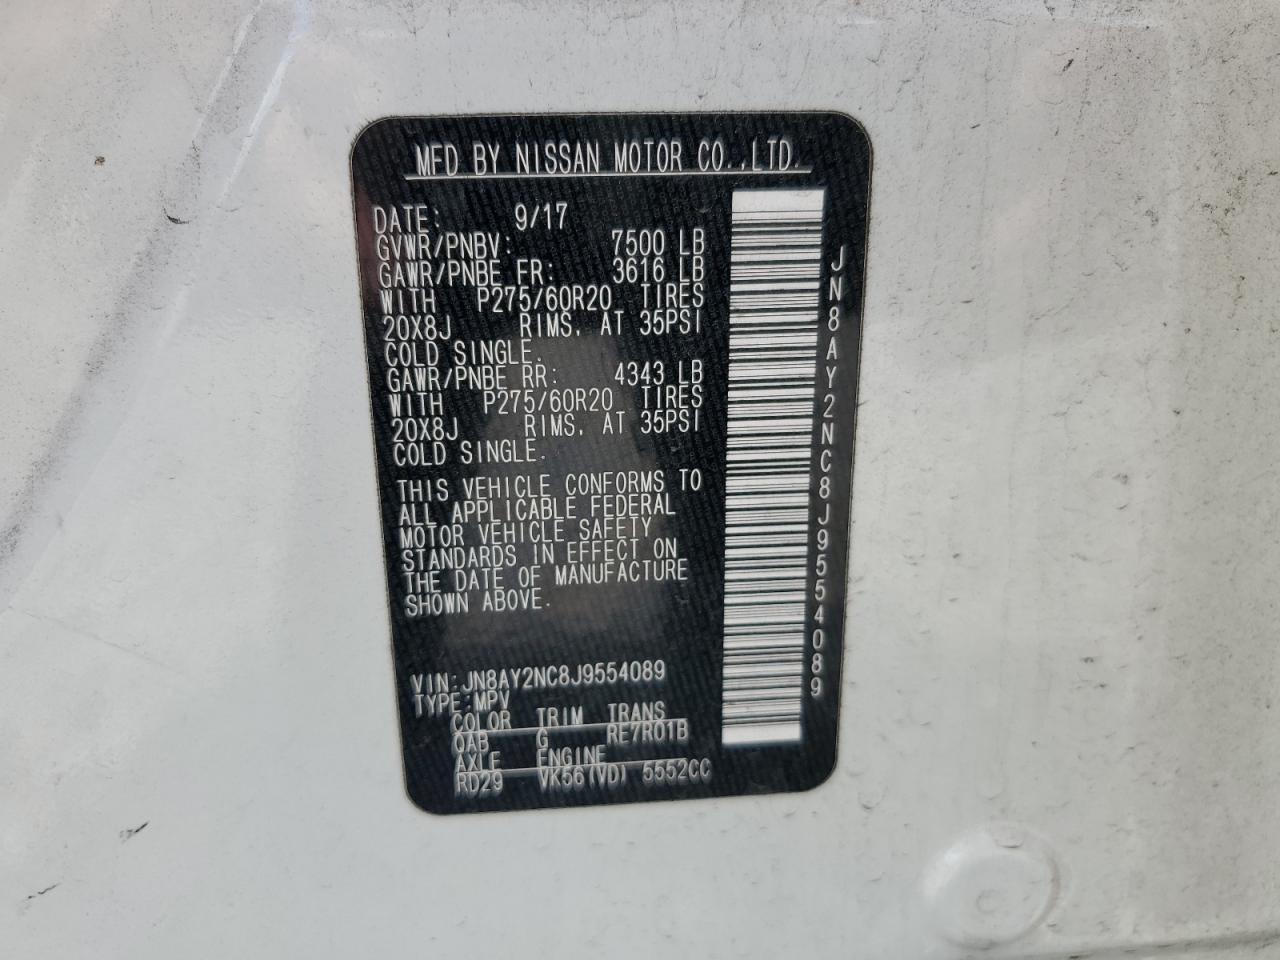 MFD BY NISSAN MOTOR CO.,LTD.
DATE: 9/17
GVWR/PNBV: 7500 LB
GAWR/PNBE FR: 3616 LB
WITH P275/60R20 TIRES
20X8J RIMS, AT 35PSI
COLD SINGLE.
GAWR/PNBE RR: 4343 LB
WITH P275/60R20 TIRES
20X8J RIMS, AT 35PSI
COLD SINGLE.
THIS VEHICLE CONFORMS TO
ALL APPLICABLE FEDERAL
MOTOR VEHICLE SAFETY
STANDARDS IN EFFECT ON
THE DATE OF MANUFACTURE
SHOWN ABOVE.
VIN:JN8AY2NC8J9554089
TYPE:MPV
COLOR TRIM TRANS
QAB G RE7R01B
AXLE ENGINE
RD29 VK56(VD) 5552CC
JN8AY2NC8J9554089